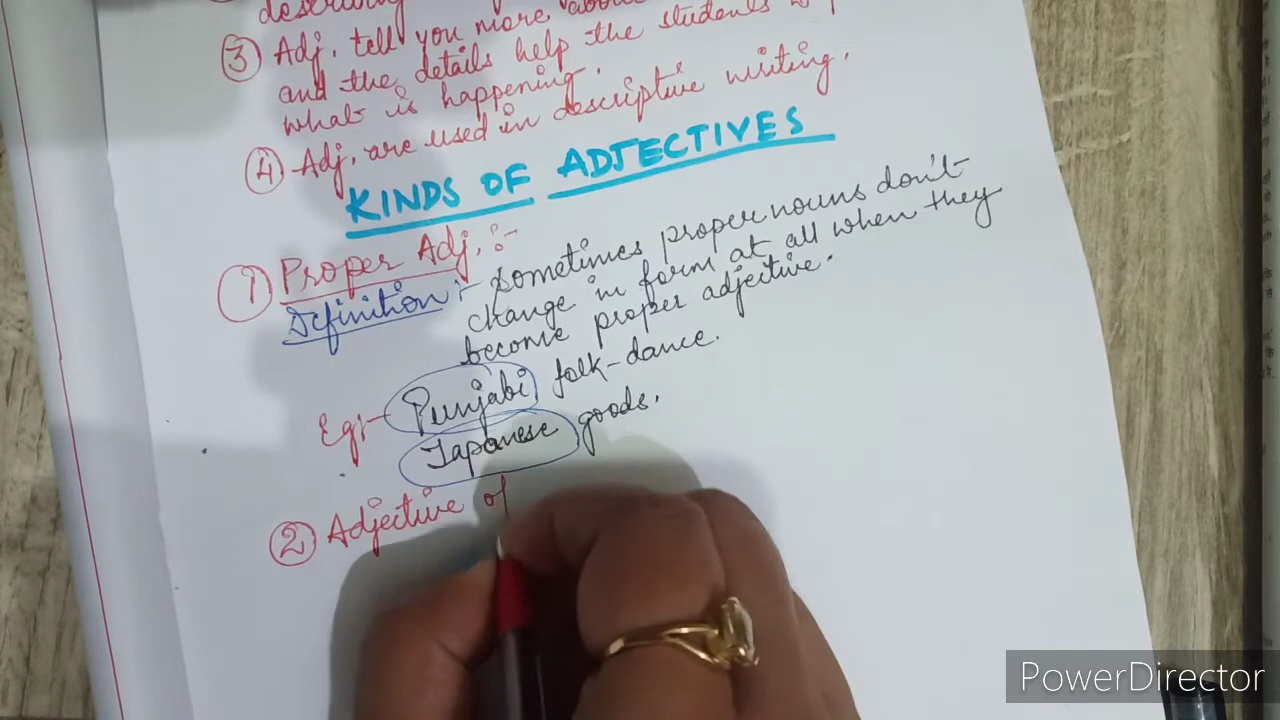 ③ Adj. tell you more
and the details help the students
what is happening.
④ Adj. are used in descriptive writing.
KINDS OF ADJECTIVES
① Proper Adj. :-
Definition :- Sometimes proper nouns don't
change in form at all when they
become proper adjective.
Eg:- Punjabi folk-dance.
Japanese goods.
② Adjective of
PowerDirector